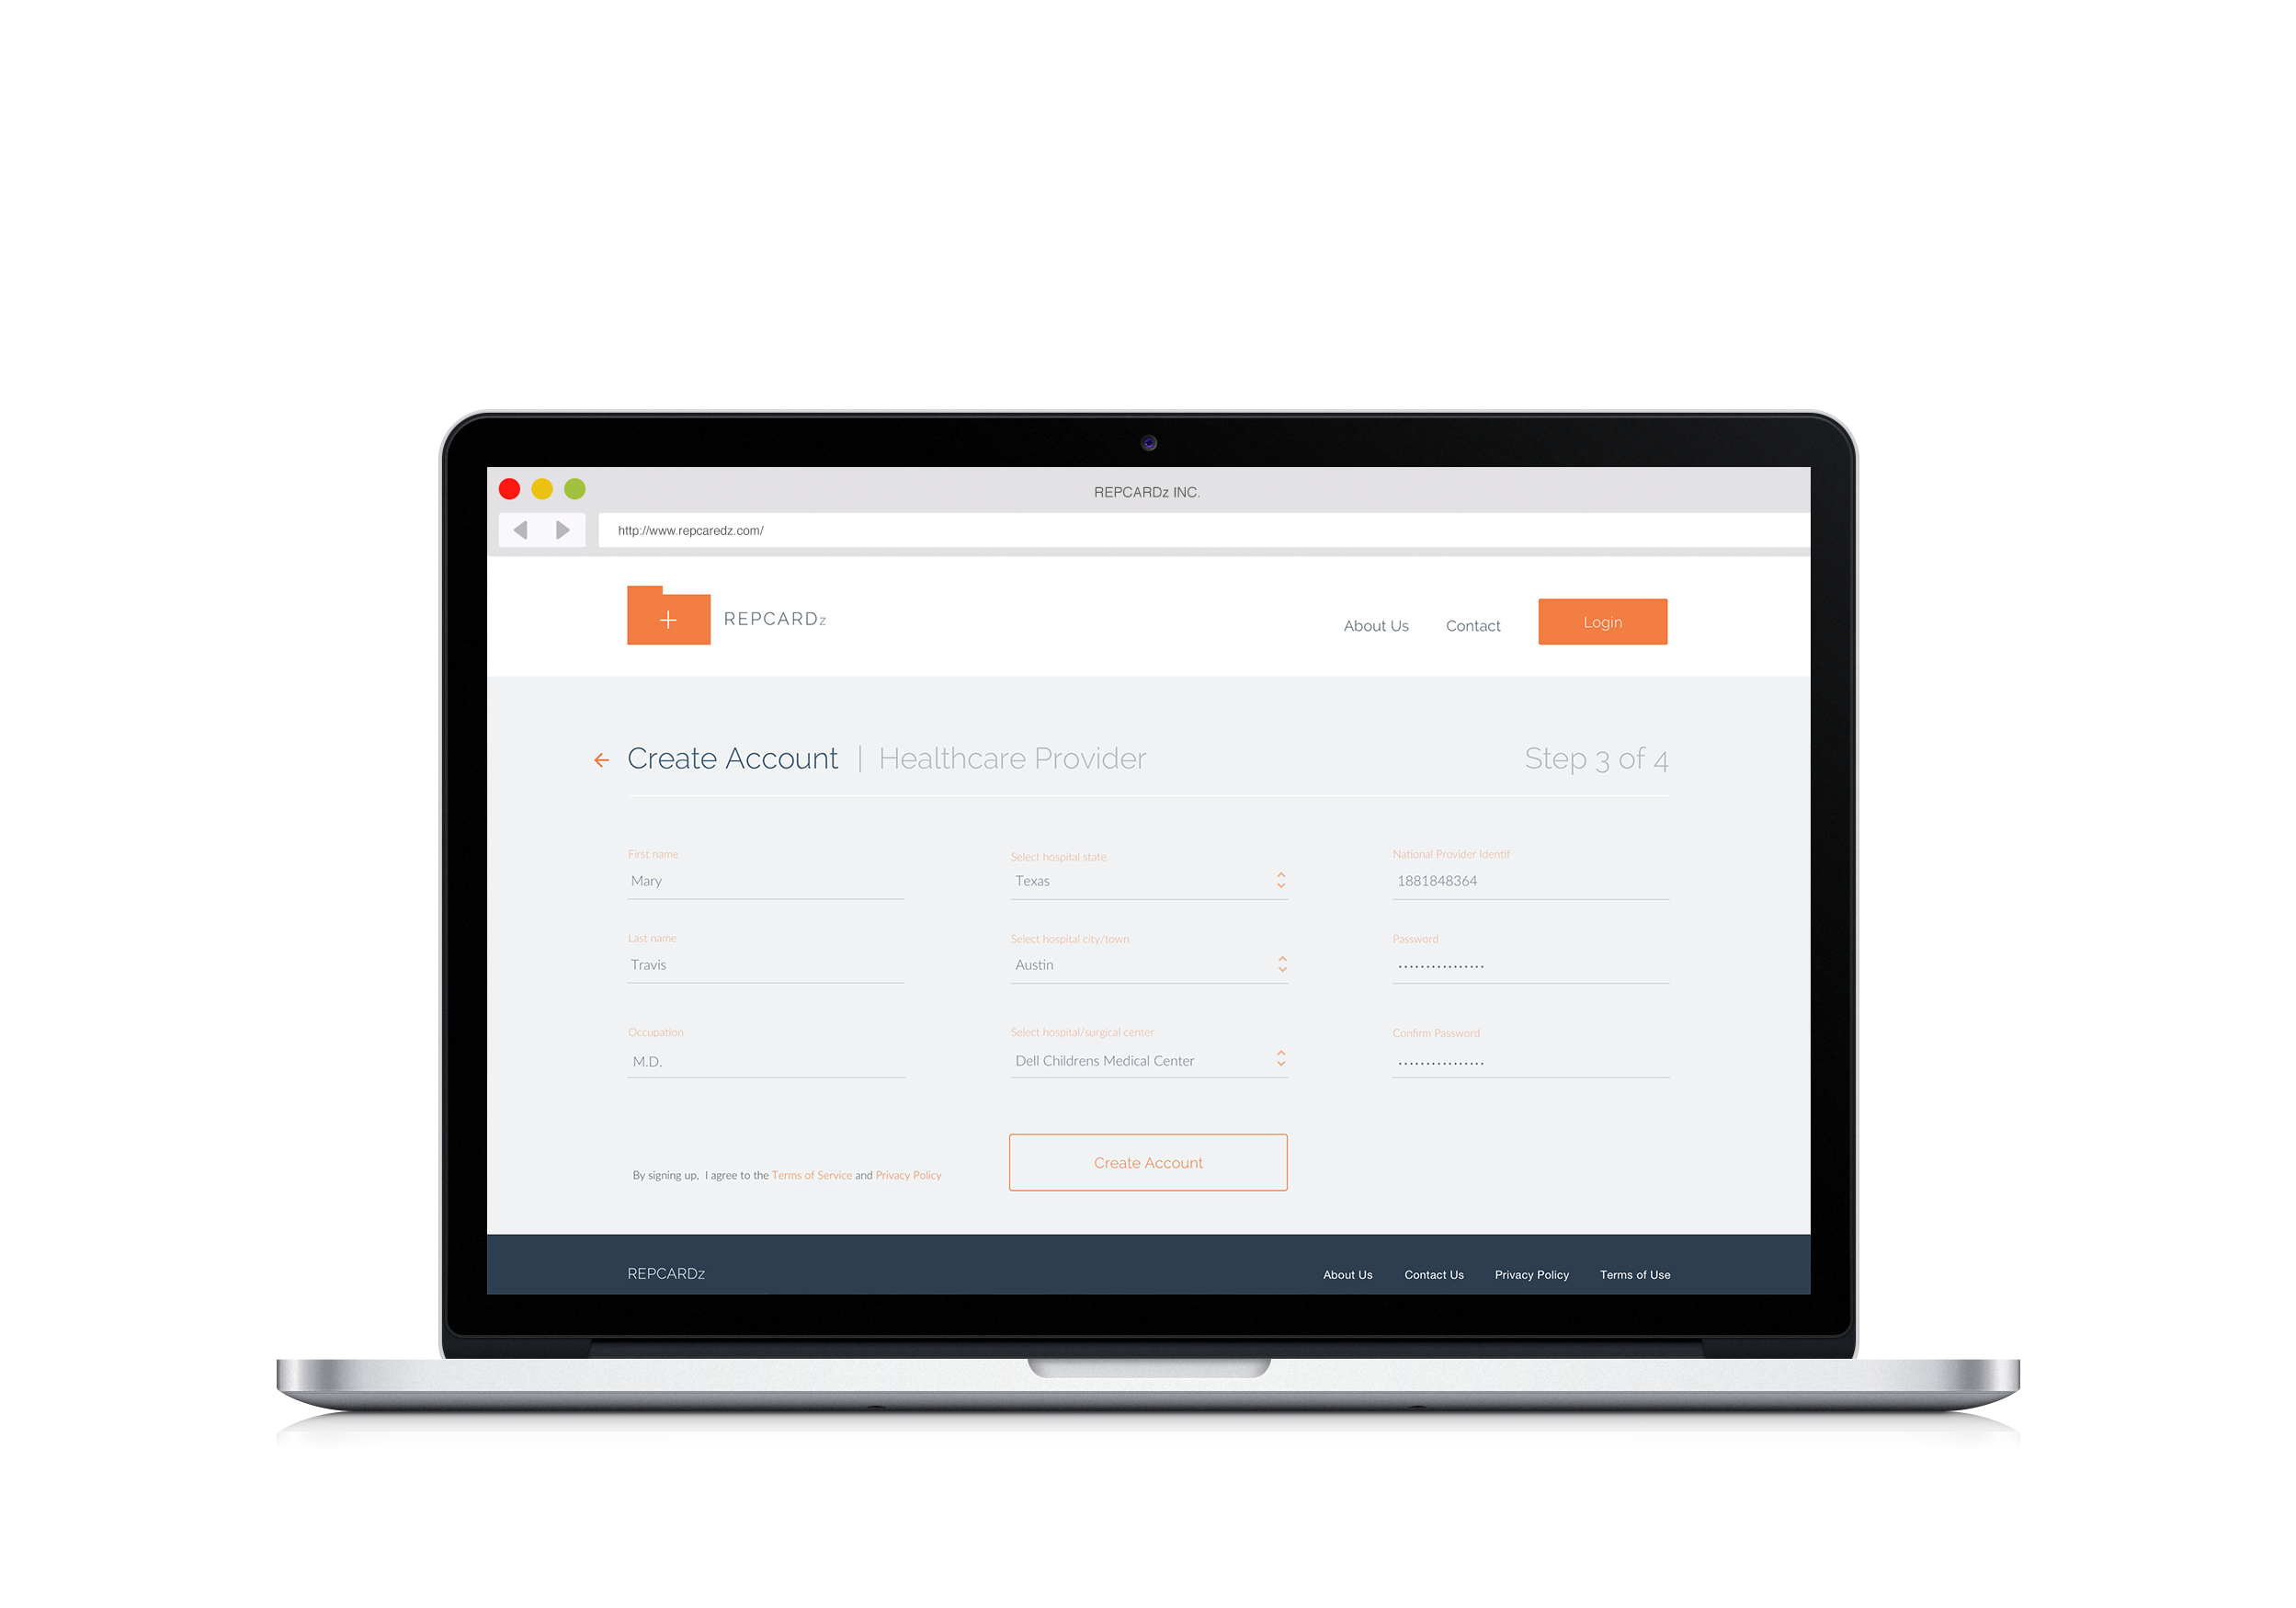 REPCARDz INC.
http://www.repcaredz.com/
REPCARDz
About Us
Contact
Login
Create Account | Healthcare Provider
Step 3 of 4
First name
Mary
Select hospital state
Texas
National Provider Identif
1881848364
Last name
Travis
Select hospital city/town
Austin
Password
................
Occupation
M.D.
Select hospital/surgical center
Dell Childrens Medical Center
Confirm Password
................
By signing up, I agree to the Terms of Service and Privacy Policy
Create Account
REPCARDz
About Us
Contact Us
Privacy Policy
Terms of Use